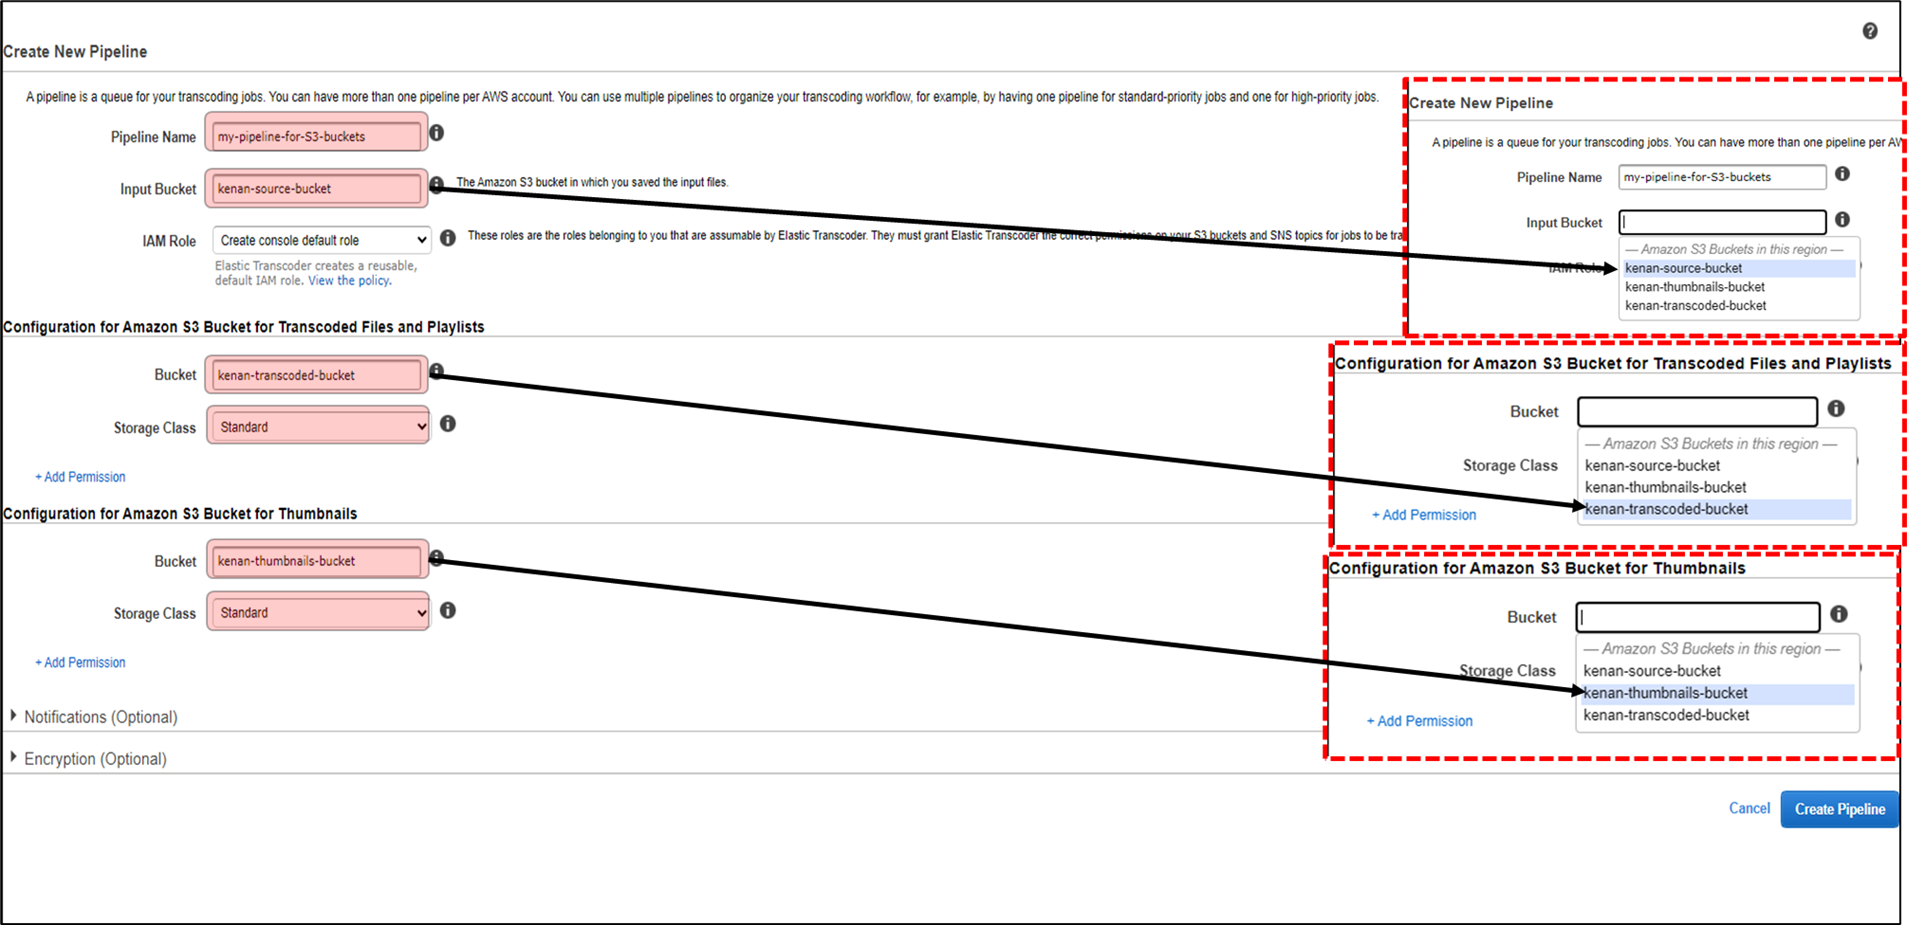 Create New Pipeline
A pipeline is a queue for your transcoding jobs. You can have more than one pipeline per AWS account. You can use multiple pipelines to organize your transcoding workflow, for example, by having one pipeline for standard-priority jobs and one for high-priority jobs.
Pipeline Name my-pipeline-for-S3-buckets
Input Bucket kenan-source-bucket The Amazon S3 bucket in which you saved the input files.
IAM Role Create console default role These roles are the roles belonging to you that are assumable by Elastic Transcoder. They must grant Elastic Transcoder the correct permissions on your S3 buckets and SNS topics for jobs to be tra
Elastic Transcoder creates a reusable,
default IAM role. View the policy.
Configuration for Amazon S3 Bucket for Transcoded Files and Playlists
Bucket kenan-transcoded-bucket
Storage Class Standard
+ Add Permission
Configuration for Amazon S3 Bucket for Thumbnails
Bucket kenan-thumbnails-bucket
Storage Class Standard
+ Add Permission
Notifications (Optional)
Encryption (Optional)
Create New Pipeline
A pipeline is a queue for your transcoding jobs. You can have more than one pipeline per AW
Pipeline Name my-pipeline-for-S3-buckets
Input Bucket
— Amazon S3 Buckets in this region —
IAM Role kenan-source-bucket
kenan-thumbnails-bucket
kenan-transcoded-bucket
Configuration for Amazon S3 Bucket for Transcoded Files and Playlists
Bucket
— Amazon S3 Buckets in this region —
Storage Class kenan-source-bucket
kenan-thumbnails-bucket
kenan-transcoded-bucket
+ Add Permission
Configuration for Amazon S3 Bucket for Thumbnails
Bucket
— Amazon S3 Buckets in this region —
Storage Class kenan-source-bucket
kenan-thumbnails-bucket
kenan-transcoded-bucket
+ Add Permission
Cancel Create Pipeline